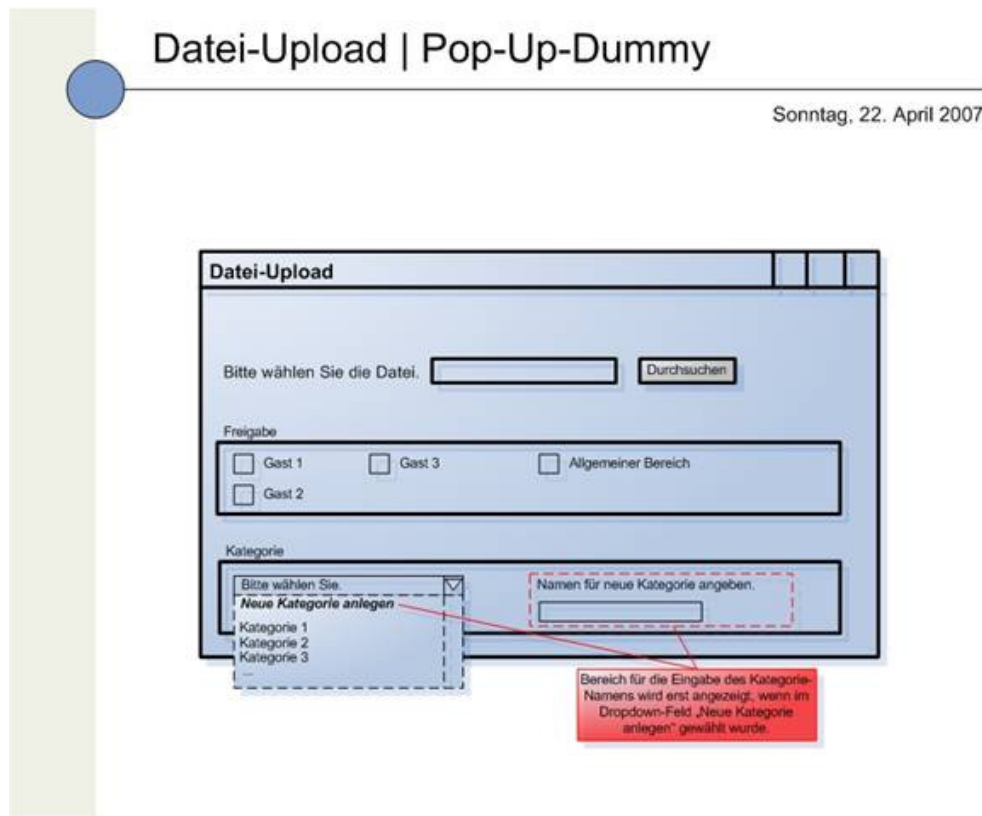 Datei-Upload | Pop-Up-Dummy
Sonntag, 22. April 2007
Datei-Upload
Bitte wählen Sie die Datei.
Durchsuchen
Freigabe
Gast 1
Gast 3
Allgemeiner Bereich
Gast 2
Kategorie
Bitte wählen Sie.
Namen für neue Kategorie angeben.
Neue Kategorie anlegen
Kategorie 1
Kategorie 2
Kategorie 3
...
Bereich für die Eingabe des Kategorie-
Namens wird erst angezeigt, wenn im
Dropdown-Feld „Neue Kategorie
anlegen“ gewählt wurde.